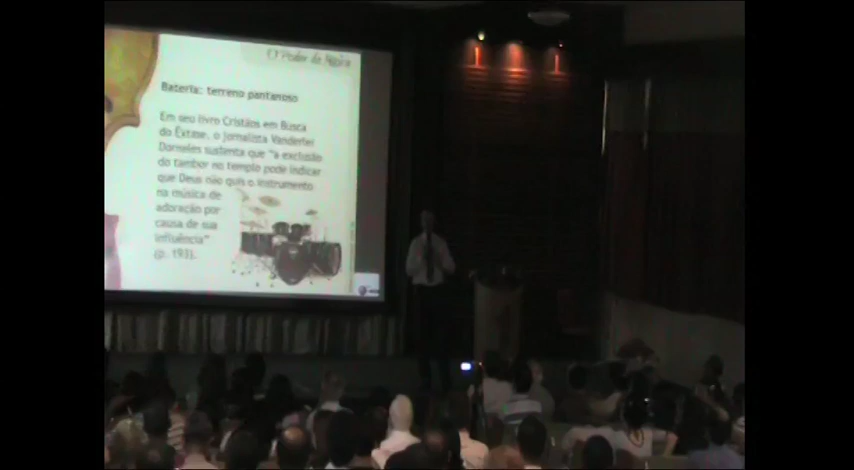 O Poder da Música
Bateria: terreno pantanoso
Em seu livro Cristãos em Busca
do Êxtase, o jornalista Vanderlei
Dorneles sustenta que "a exclusão
do tambor no templo pode indicar
que Deus não quis o instrumento
na música de
adoração por
causa de sua
influência"
(p. 193).